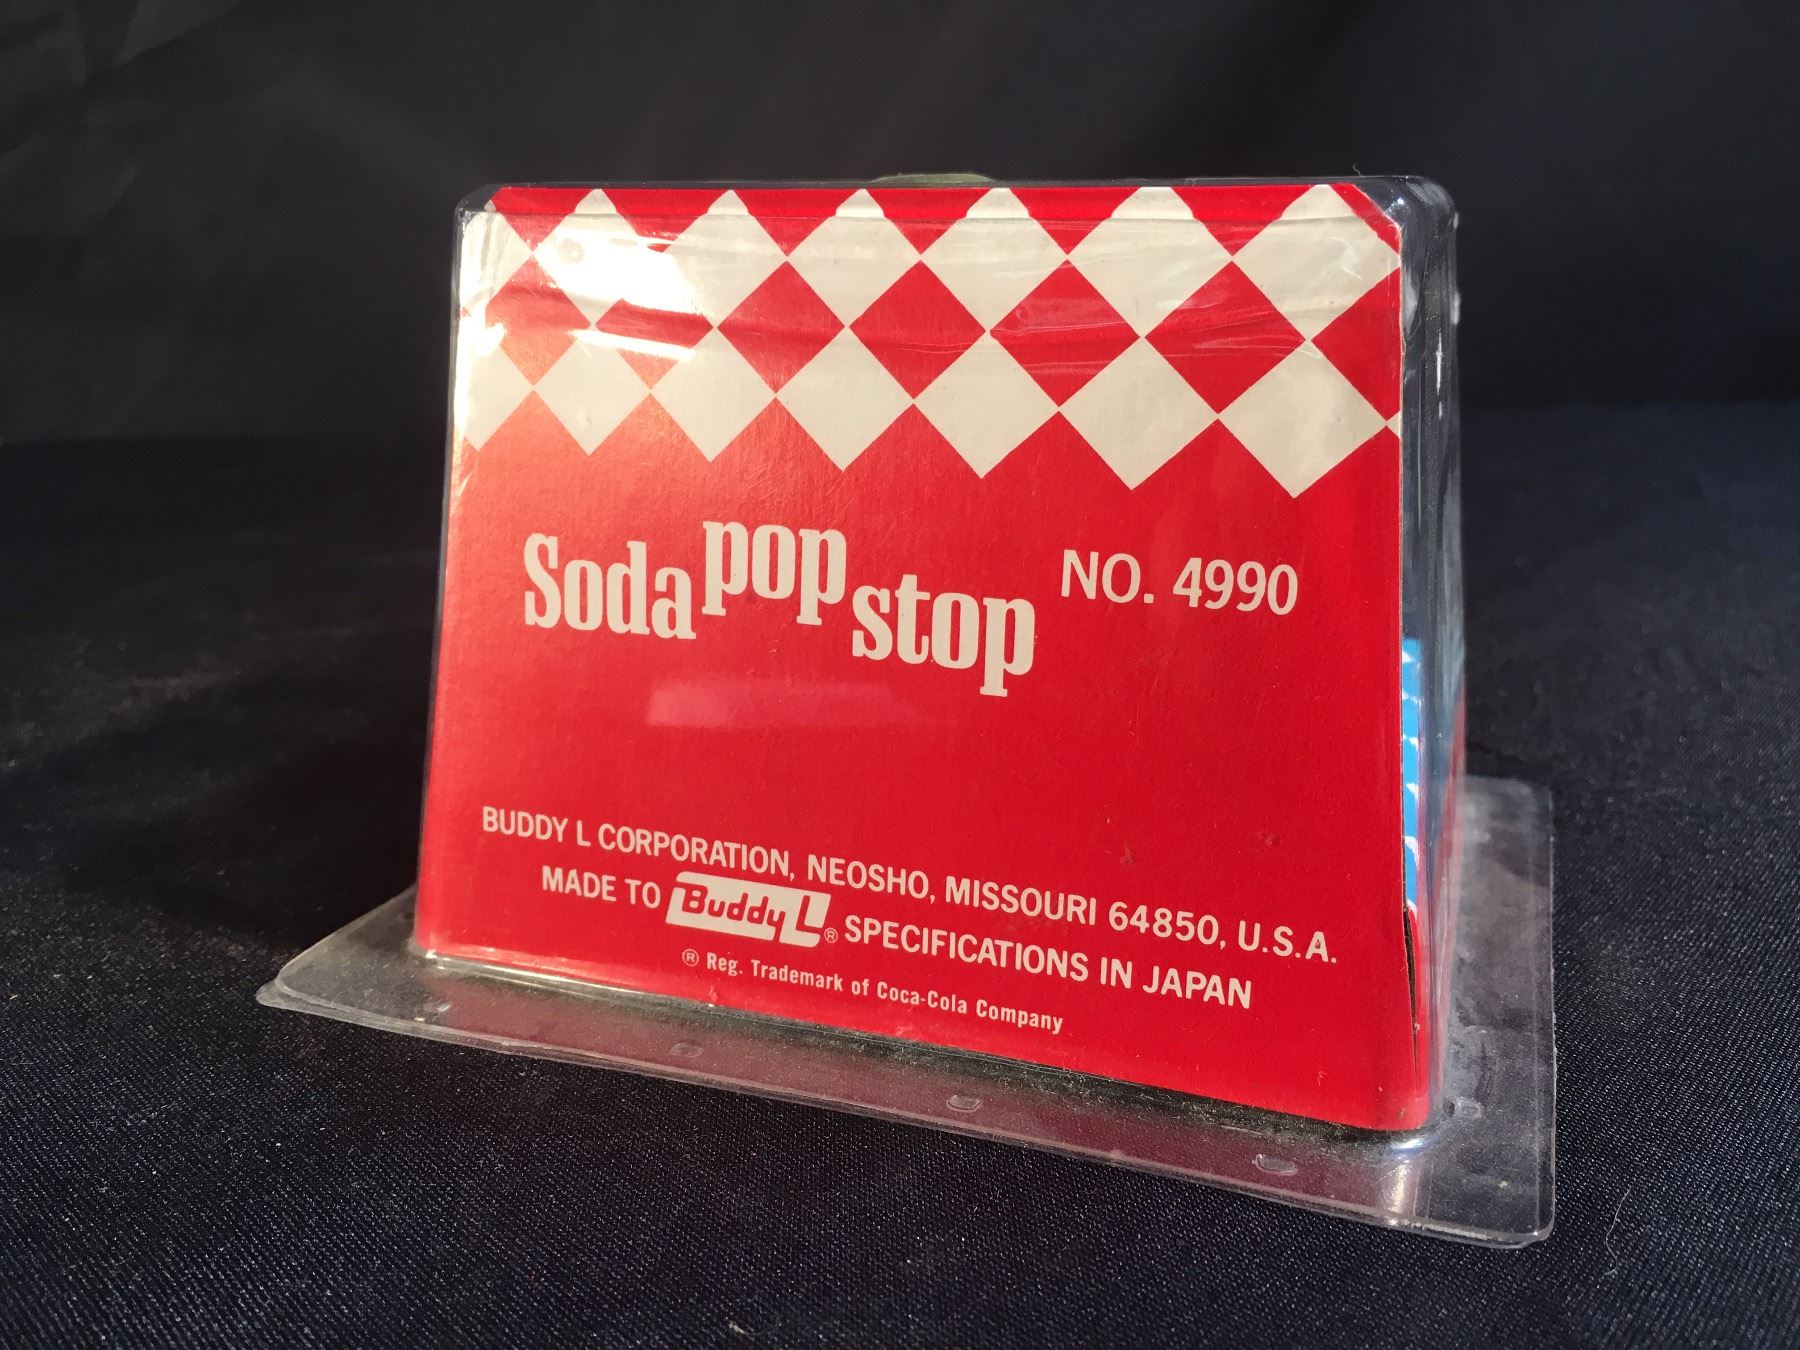 Soda pop stop NO. 4990
BUDDY L CORPORATION, NEOSHO, MISSOURI 64850, U.S.A.
MADE TO Buddy L ® SPECIFICATIONS IN JAPAN
® Reg. Trademark of Coca-Cola Company